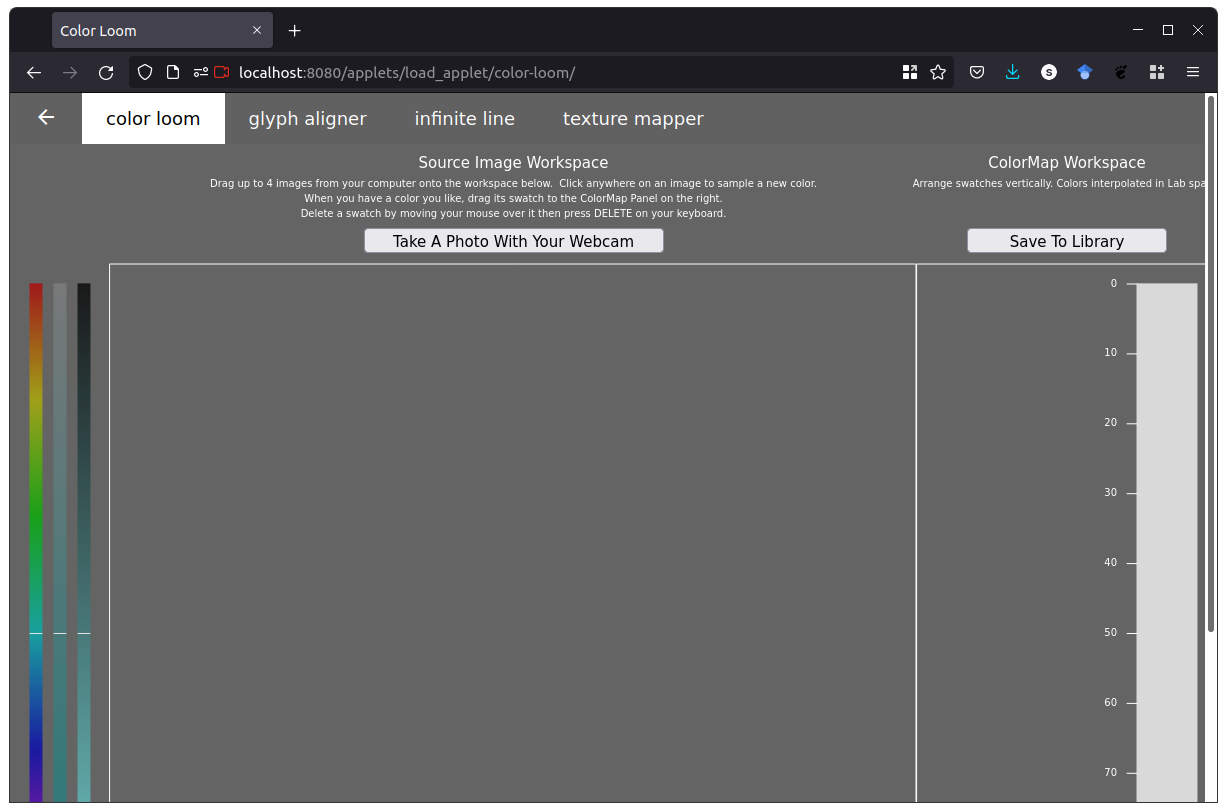 Color Loom
localhost:8080/applets/load_applet/color-loom/
S
color loom
glyph aligner
infinite line
texture mapper
Source Image Workspace
Drag up to 4 images from your computer onto the workspace below. Click anywhere on an image to sample a new color.
When you have a color you like, drag its swatch to the ColorMap Panel on the right.
Delete a swatch by moving your mouse over it then press DELETE on your keyboard.
Take A Photo With Your Webcam
ColorMap Workspace
Arrange swatches vertically. Colors interpolated in Lab spa
Save To Library
0
10
20
30
40
50
60
70